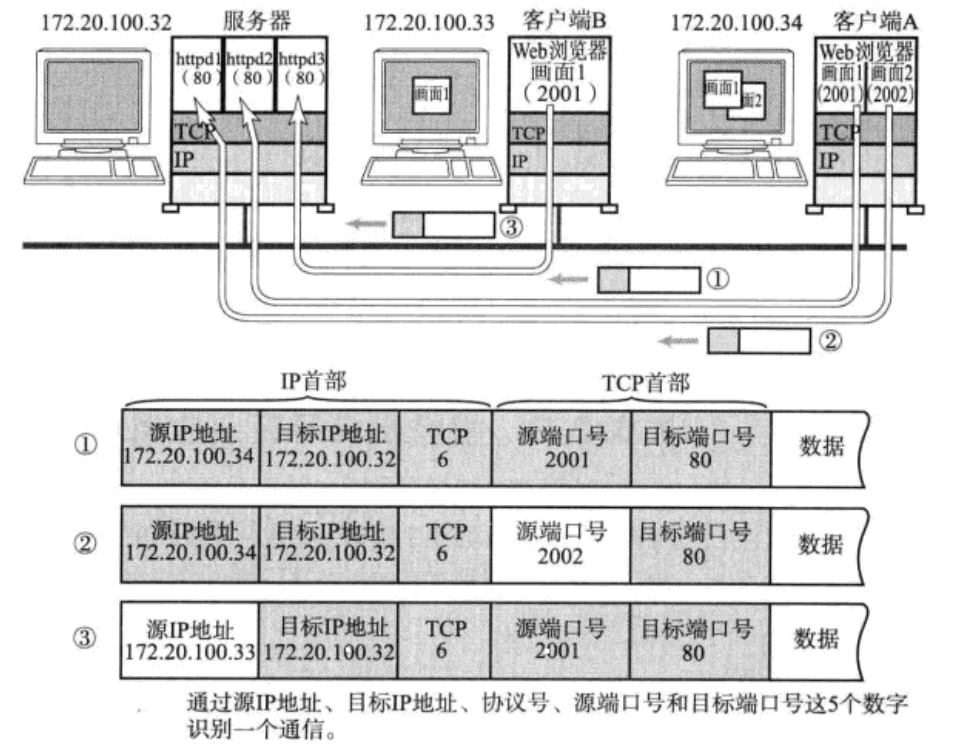 172.20.100.32
服务器
172.20.100.33
客户端B
172.20.100.34
客户端A
httpd1
(80)
httpd2
(80)
httpd3
(80)
TCP
IP
画面1
Web浏览器
画面1
(2001)
TCP
IP
画面1
面2
Web浏览器
画面1
(2001)
画面2
(2002)
TCP
IP
③
①
②
IP首部
TCP首部
①
源IP地址
172.20.100.34
目标IP地址
172.20.100.32
TCP
6
源端口号
2001
目标端口号
80
数据
②
源IP地址
172.20.100.34
目标IP地址
172.20.100.32
TCP
6
源端口号
2002
目标端口号
80
数据
③
源IP地址
172.20.100.33
目标IP地址
172.20.100.32
TCP
6
源端口号
2001
目标端口号
80
数据
通过源IP地址、目标IP地址、协议号、源端口号和目标端口号这5个数字
识别一个通信。